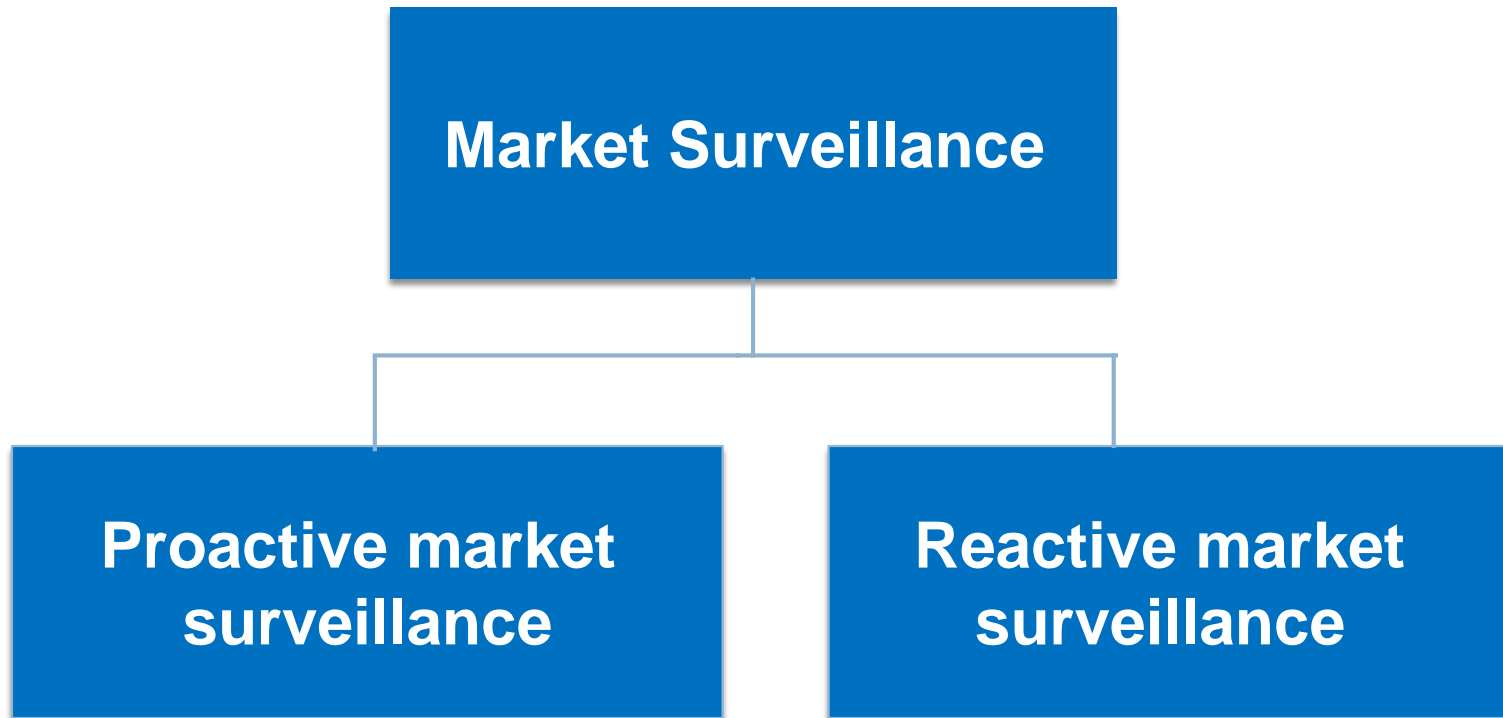 Market Surveillance
Proactive market
surveillance
Reactive market
surveillance